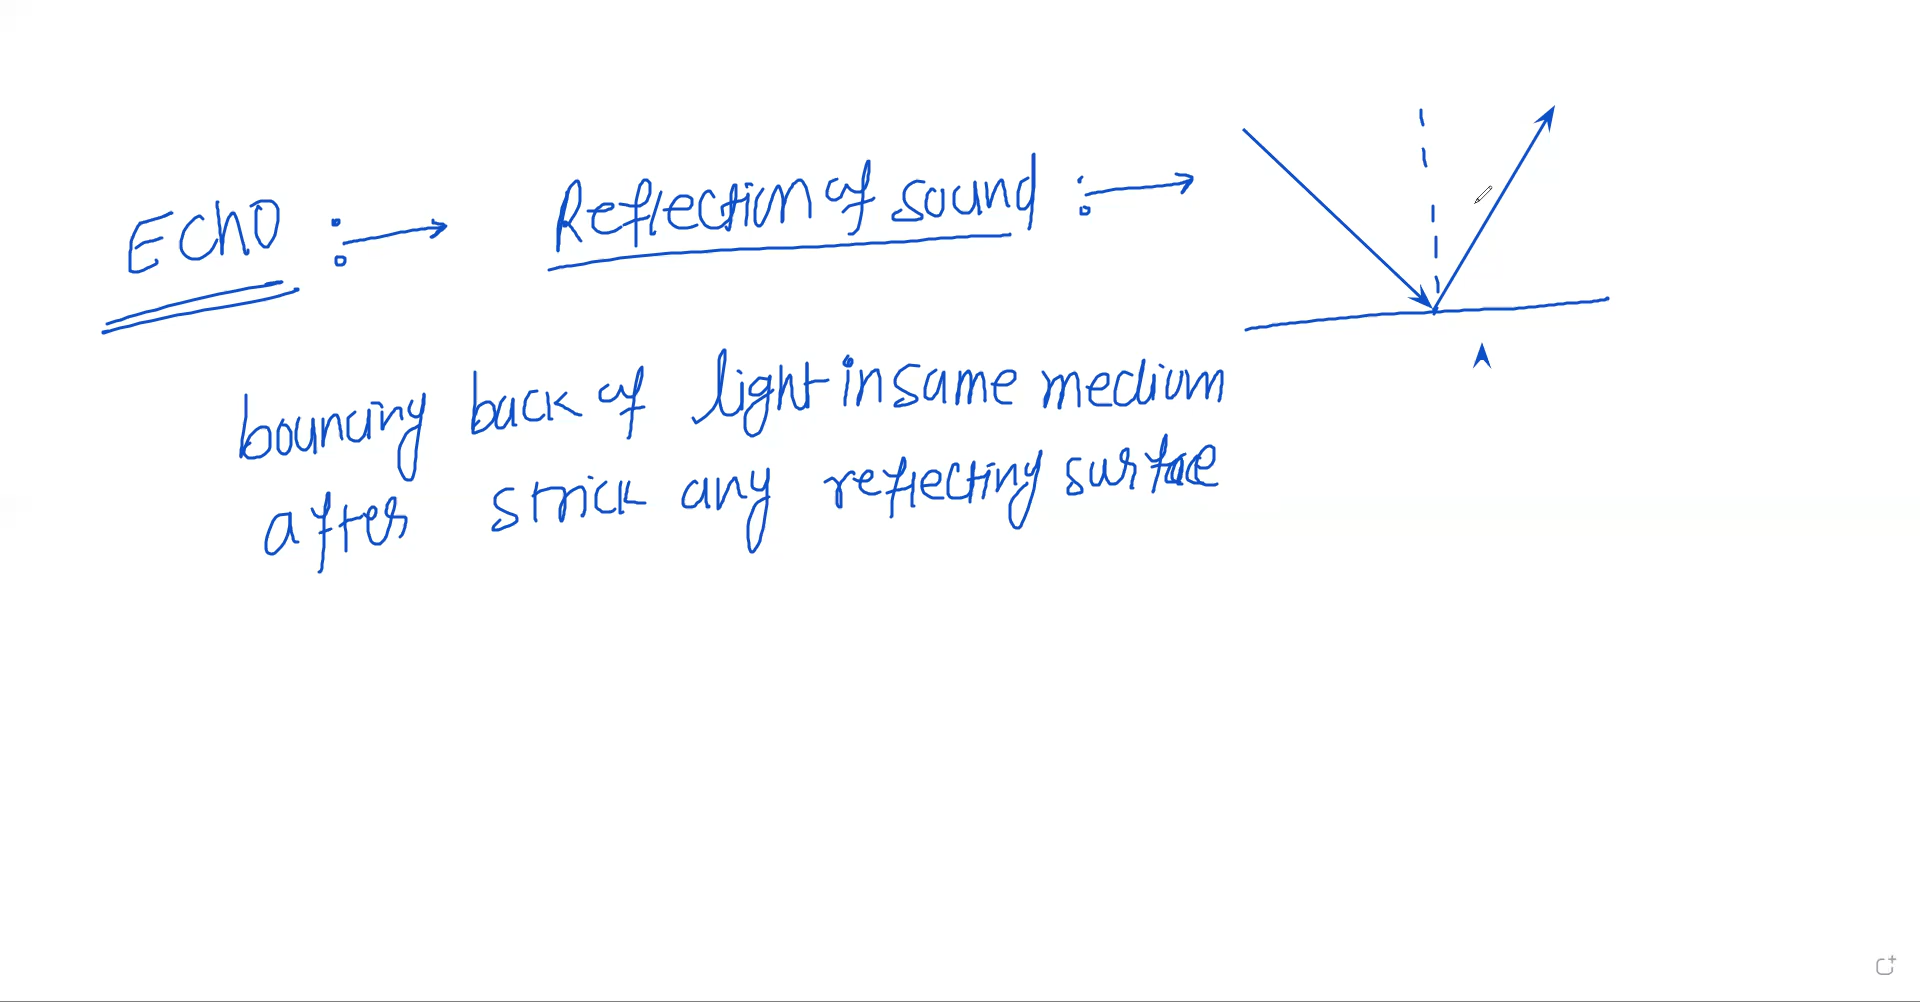 ECHO :→ Reflection of sound :→
bouncing back of light in same medium
after strick any reflecting surface